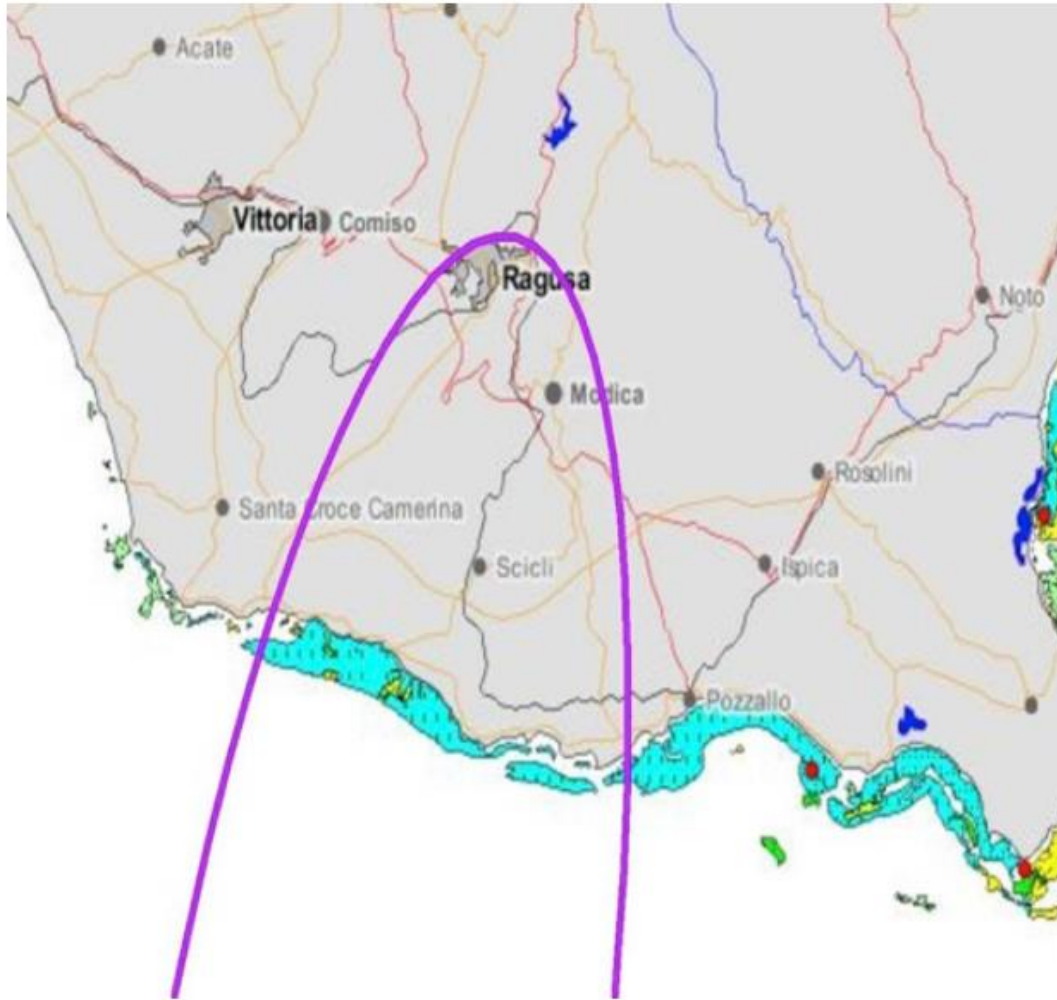 Acate
Vittoria
Comiso
Ragusa
Noto
Modica
Rosolini
Santa Croce Camerina
Scicli
Ispica
Pozzallo